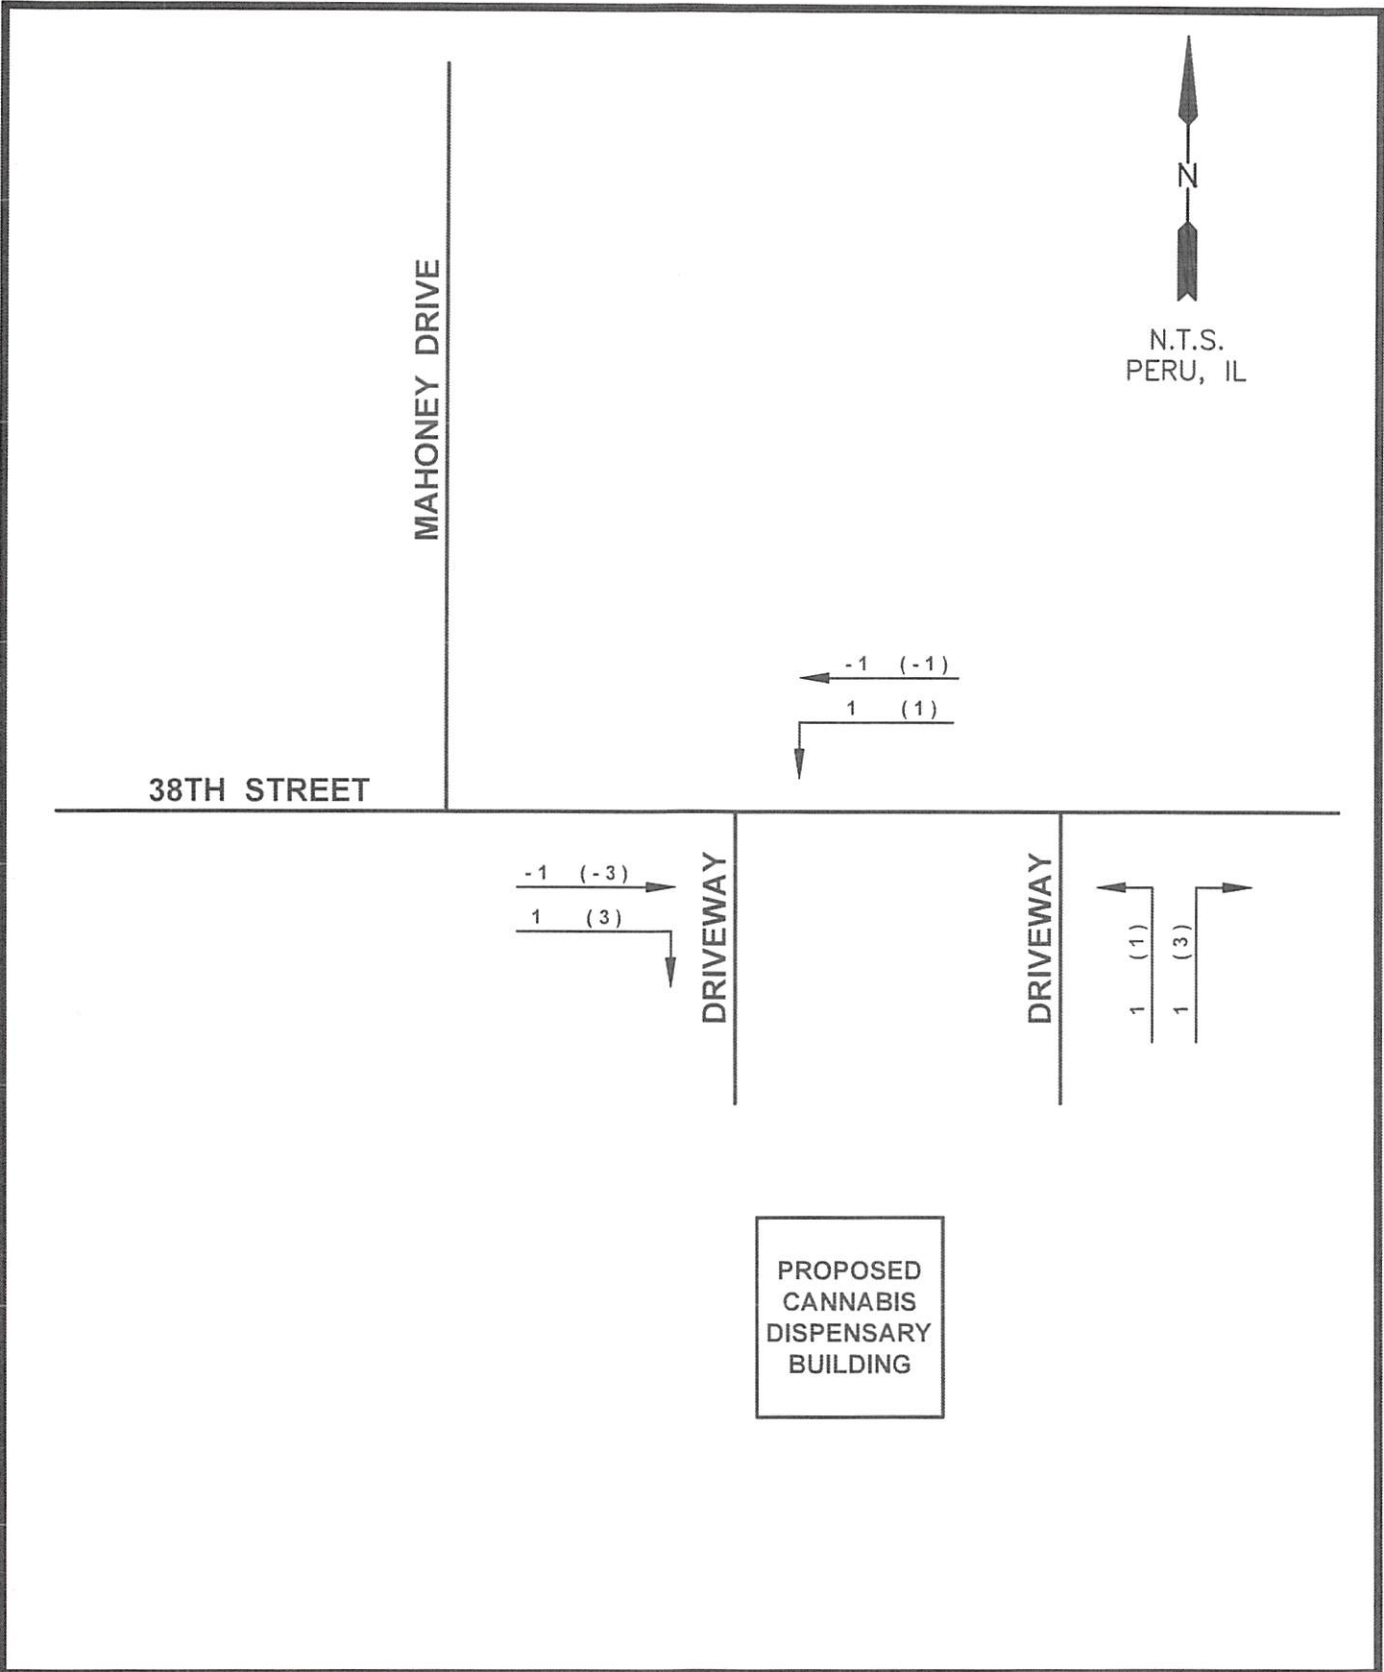 N
N.T.S.
PERU, IL
MAHONEY DRIVE
-1 (-1)
1 (1)
38TH STREET
-1 (-3)
1 (3)
DRIVEWAY
DRIVEWAY
1 (1)
1 (3)
PROPOSED
CANNABIS
DISPENSARY
BUILDING